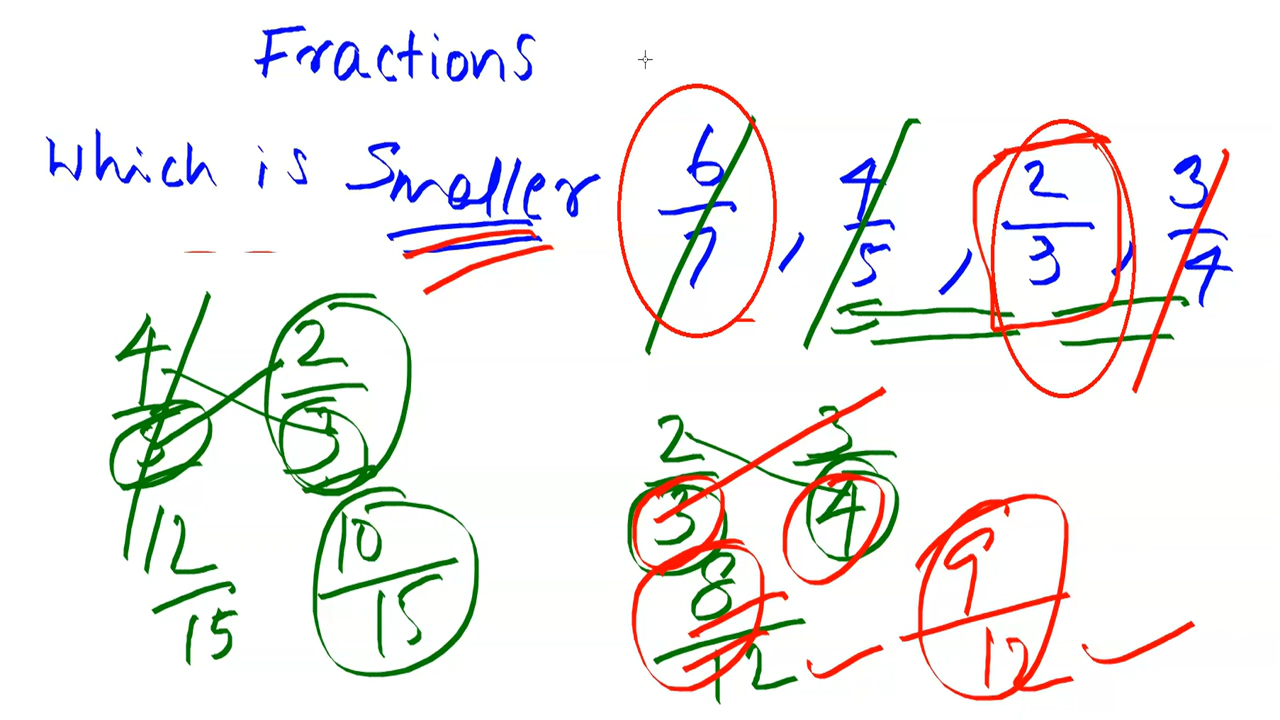 Fractions
Which is Smaller
6/7 , 4/5 , 2/3 , 3/4
4/5 2/3
12/15 10/15
2/3 3/4
8/12 9/12